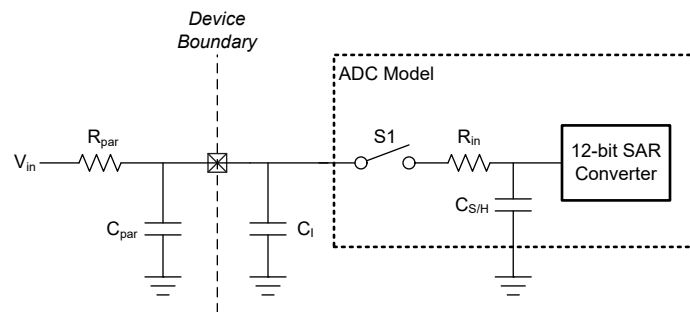 Device
Boundary
ADC Model
R_par
S1
R_in
V_in
12-bit SAR
Converter
C_par
C_I
C_S/H